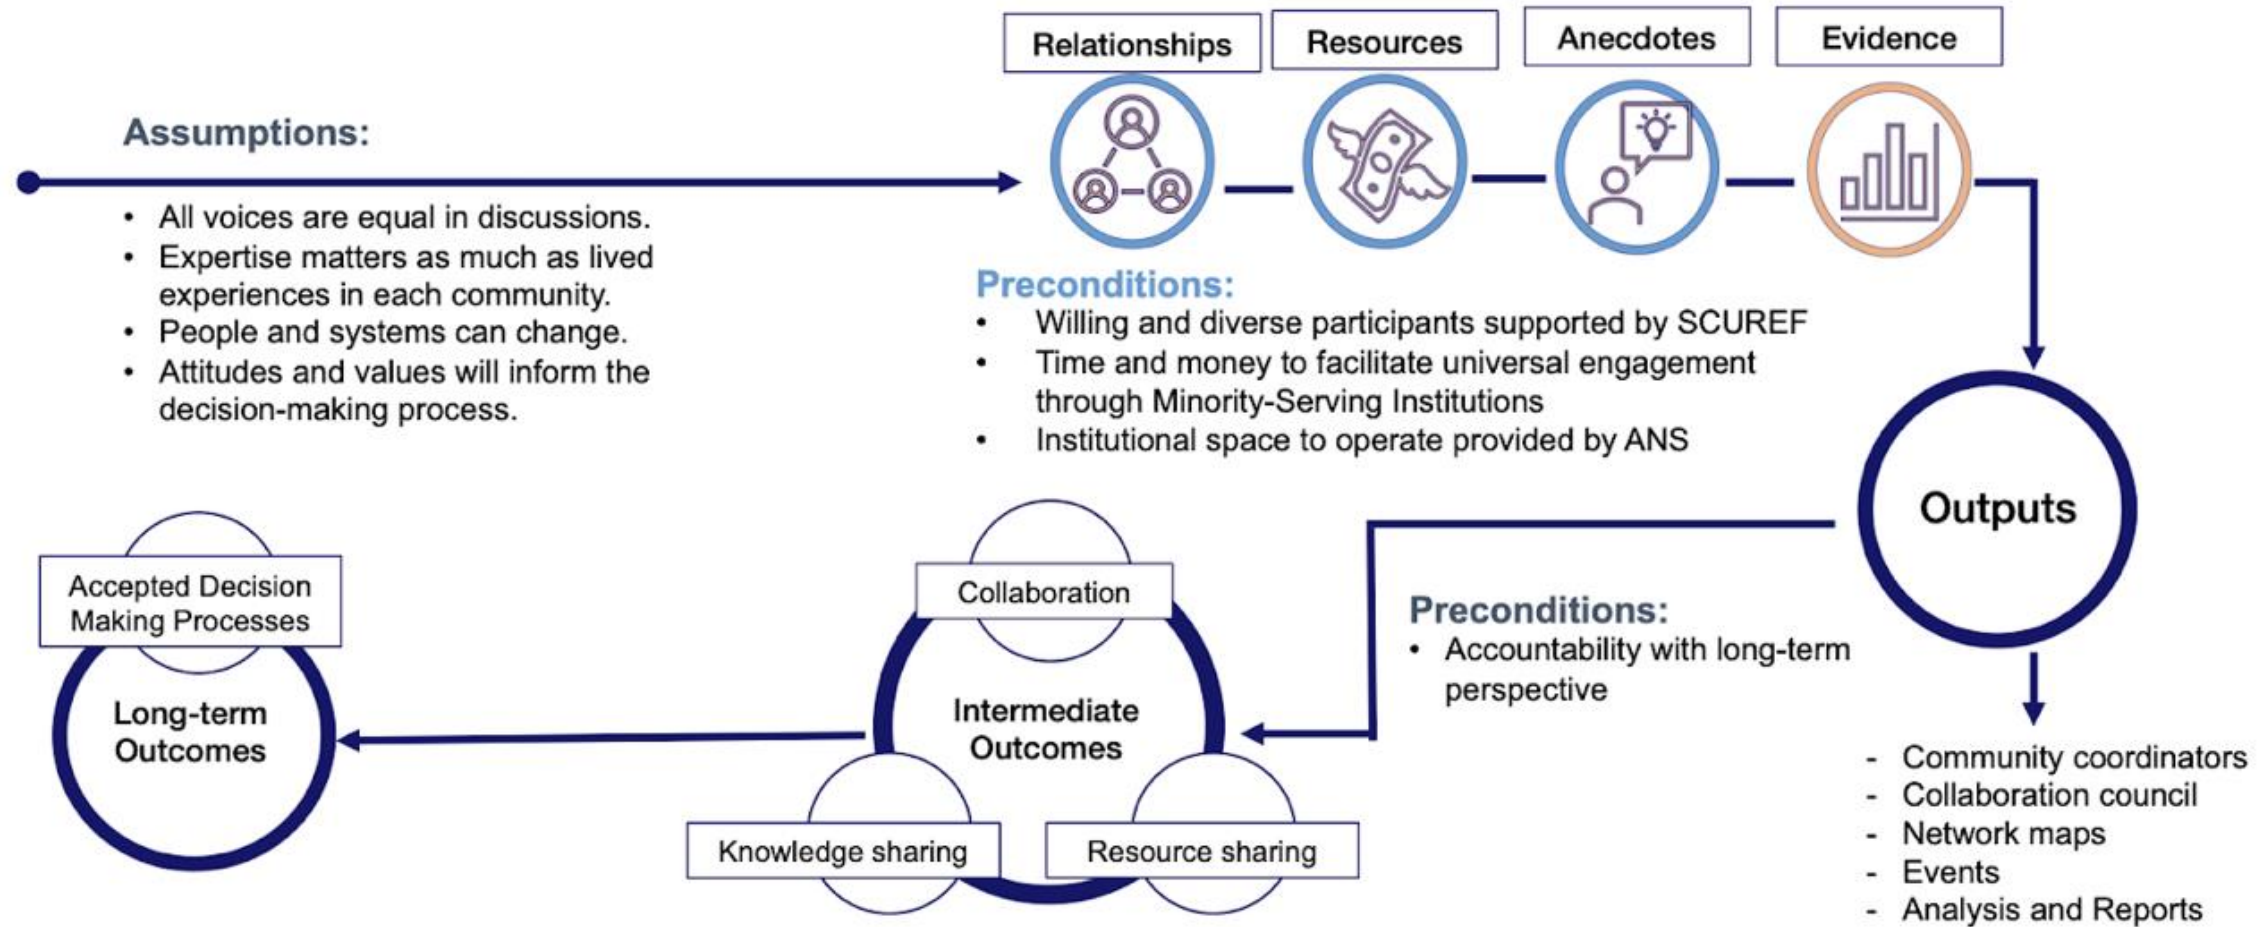 Relationships
Resources
Anecdotes
Evidence
Assumptions:
• All voices are equal in discussions.
• Expertise matters as much as lived
experiences in each community.
• People and systems can change.
• Attitudes and values will inform the
decision-making process.
Preconditions:
• Willing and diverse participants supported by SCUREF
• Time and money to facilitate universal engagement
through Minority-Serving Institutions
• Institutional space to operate provided by ANS
Outputs
Preconditions:
• Accountability with long-term
perspective
- Community coordinators
- Collaboration council
- Network maps
- Events
- Analysis and Reports
Collaboration
Intermediate
Outcomes
Knowledge sharing
Resource sharing
Accepted Decision
Making Processes
Long-term
Outcomes